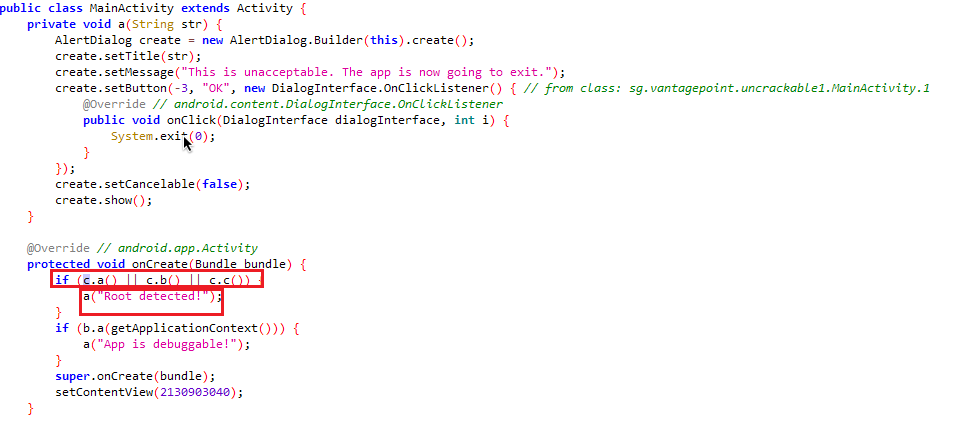 public class MainActivity extends Activity {
    private void a(String str) {
        AlertDialog create = new AlertDialog.Builder(this).create();
        create.setTitle(str);
        create.setMessage("This is unacceptable. The app is now going to exit.");
        create.setButton(-3, "OK", new DialogInterface.OnClickListener() { // from class: sg.vantagepoint.uncrackable1.MainActivity.1
            @Override // android.content.DialogInterface.OnClickListener
            public void onClick(DialogInterface dialogInterface, int i) {
                System.exit(0);
            }
        });
        create.setCancelable(false);
        create.show();
    }

    @Override // android.app.Activity
    protected void onCreate(Bundle bundle) {
        if (c.a() || c.b() || c.c()) {
            a("Root detected!");
        }
        if (b.a(getApplicationContext())) {
            a("App is debuggable!");
        }
        super.onCreate(bundle);
        setContentView(2130903040);
    }